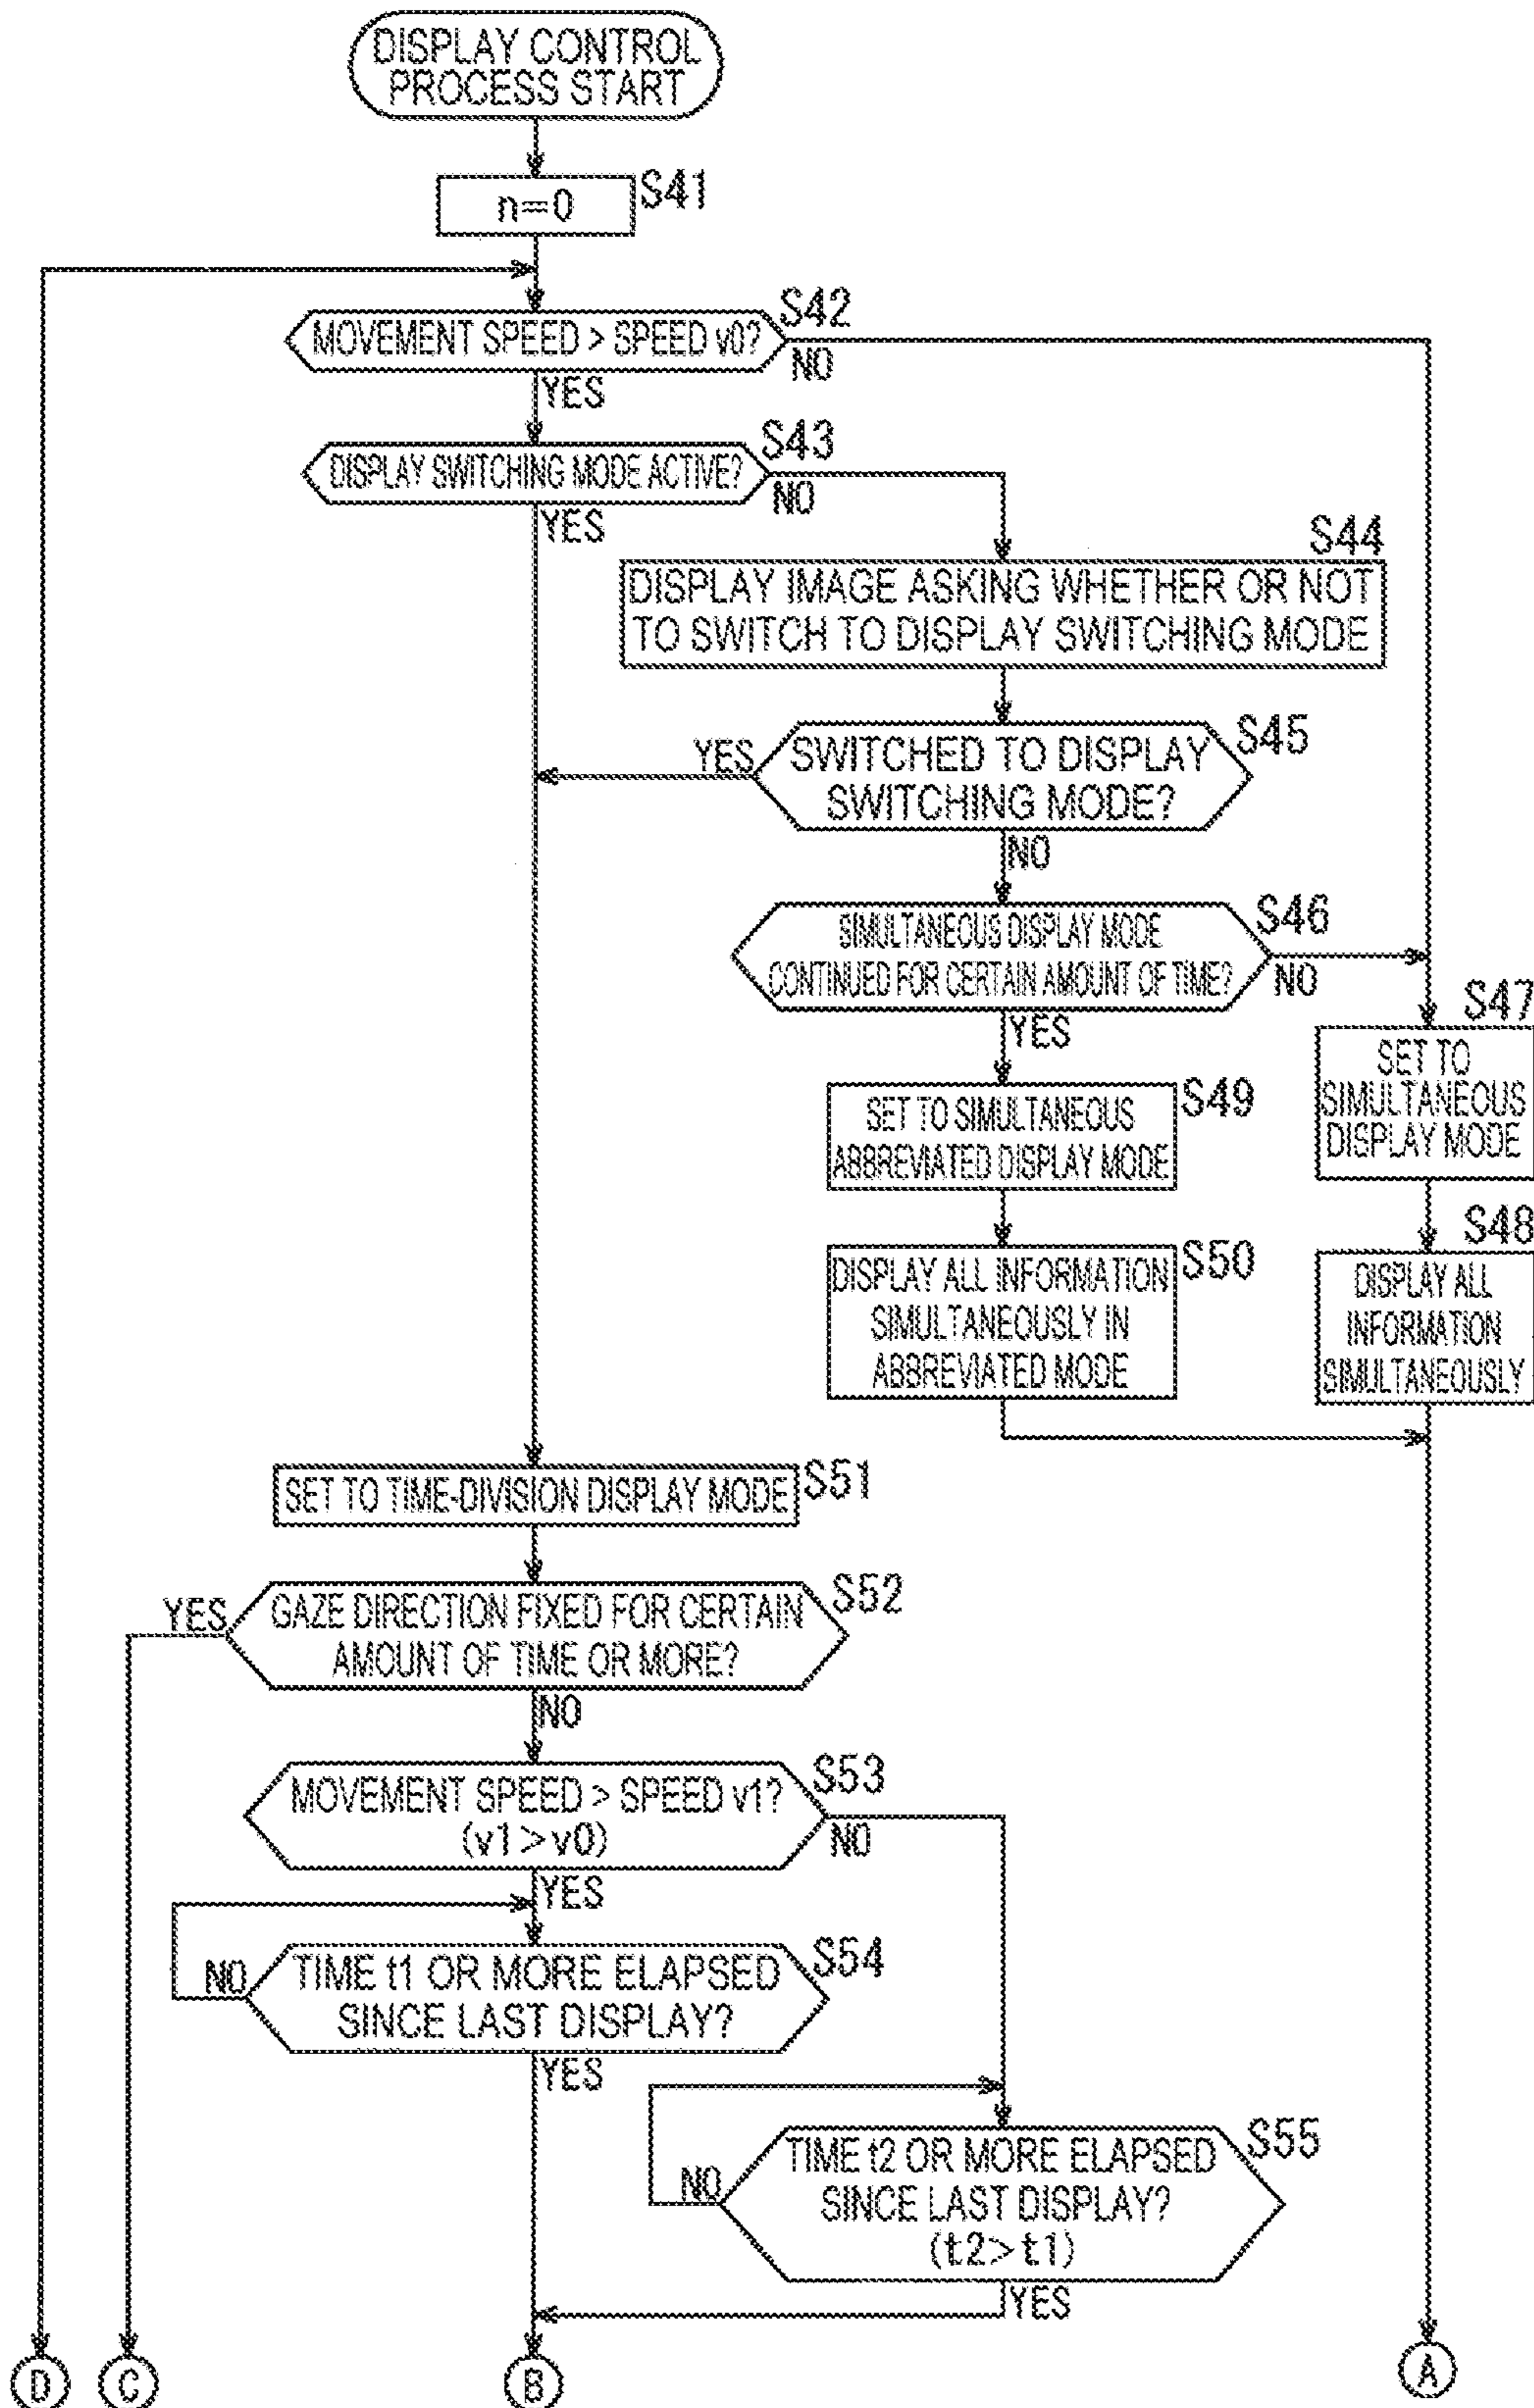 DISPLAY CONTROL
PROCESS START
n=0
S41
MOVEMENT SPEED > SPEED v0?
S42
NO
YES
DISPLAY SWITCHING MODE ACTIVE?
S43
NO
YES
S44
DISPLAY IMAGE ASKING WHETHER OR NOT
TO SWITCH TO DISPLAY SWITCHING MODE
YES
SWITCHED TO DISPLAY
SWITCHING MODE?
S45
NO
SIMULTANEOUS DISPLAY MODE
CONTINUED FOR CERTAIN AMOUNT OF TIME?
S46
NO
YES
S47
SET TO
SIMULTANEOUS
DISPLAY MODE
SET TO SIMULTANEOUS
ABBREVIATED DISPLAY MODE
S49
S48
DISPLAY ALL
INFORMATION
SIMULTANEOUSLY
DISPLAY ALL INFORMATION
SIMULTANEOUSLY IN
ABBREVIATED MODE
S50
SET TO TIME-DIVISION DISPLAY MODE
S51
YES
GAZE DIRECTION FIXED FOR CERTAIN
AMOUNT OF TIME OR MORE?
S52
NO
MOVEMENT SPEED > SPEED v1?
(v1>v0)
S53
NO
YES
NO
TIME t1 OR MORE ELAPSED
SINCE LAST DISPLAY?
S54
YES
NO
TIME t2 OR MORE ELAPSED
SINCE LAST DISPLAY?
(t2>t1)
S55
YES
D
C
B
A